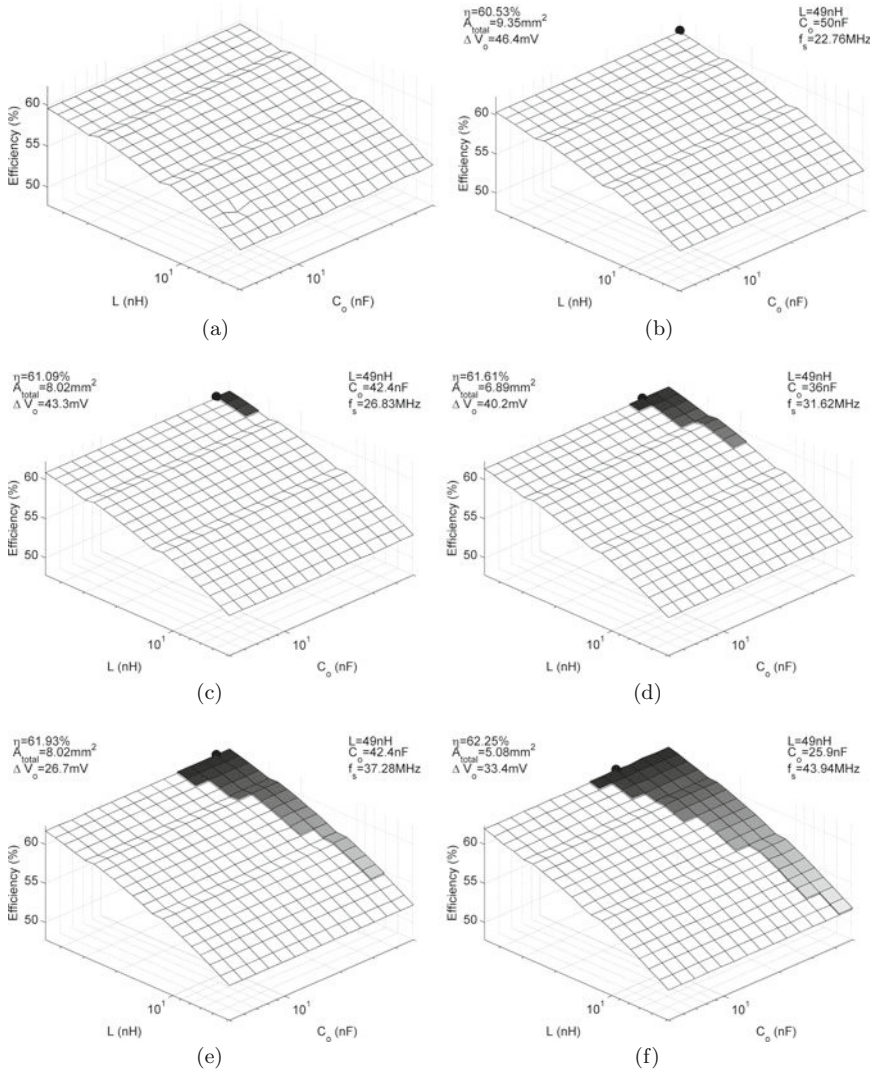 Efficiency (%)
60
55
50
10¹
10¹
L (nH)
C_o (nF)
(a)
η=60.53%
A_total=9.35mm²
Δ V_o=46.4mV
L=49nH
C_o=50nF
f_s=22.76MHz
Efficiency (%)
60
55
50
10¹
10¹
L (nH)
C_o (nF)
(b)
η=61.09%
A_total=8.02mm²
Δ V_o=43.3mV
L=49nH
C_o=42.4nF
f_s=26.83MHz
Efficiency (%)
60
55
50
10¹
10¹
L (nH)
C_o (nF)
(c)
η=61.61%
A_total=6.89mm²
Δ V_o=40.2mV
L=49nH
C_o=36nF
f_s=31.62MHz
Efficiency (%)
60
55
50
10¹
10¹
L (nH)
C_o (nF)
(d)
η=61.93%
A_total=8.02mm²
Δ V_o=26.7mV
L=49nH
C_o=42.4nF
f_s=37.28MHz
Efficiency (%)
60
55
50
10¹
10¹
L (nH)
C_o (nF)
(e)
η=62.25%
A_total=5.08mm²
Δ V_o=33.4mV
L=49nH
C_o=25.9nF
f_s=43.94MHz
Efficiency (%)
60
55
50
10¹
10¹
L (nH)
C_o (nF)
(f)